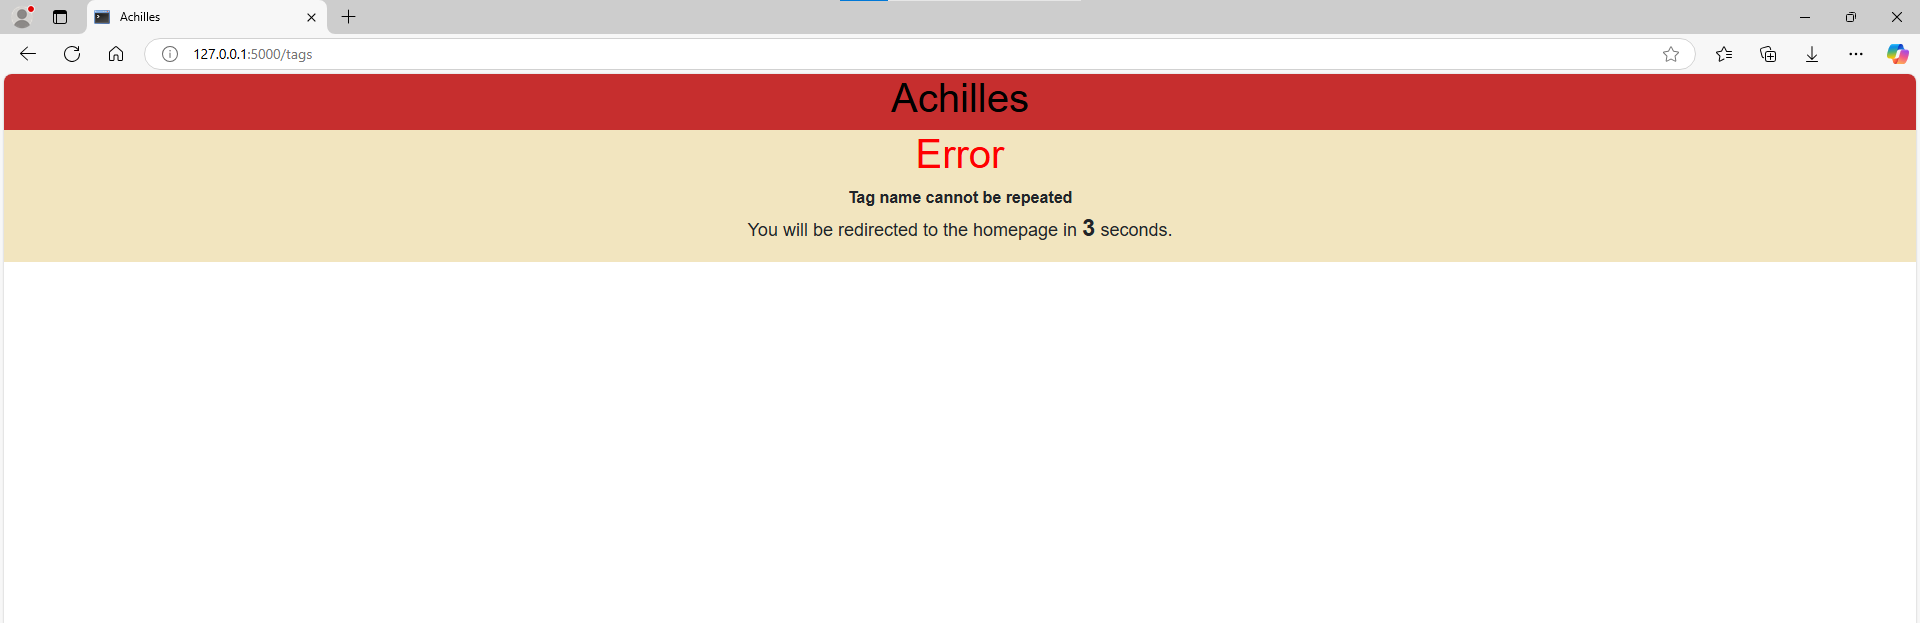 Achilles
127.0.0.1:5000/tags
Achilles
Error
Tag name cannot be repeated
You will be redirected to the homepage in 3 seconds.